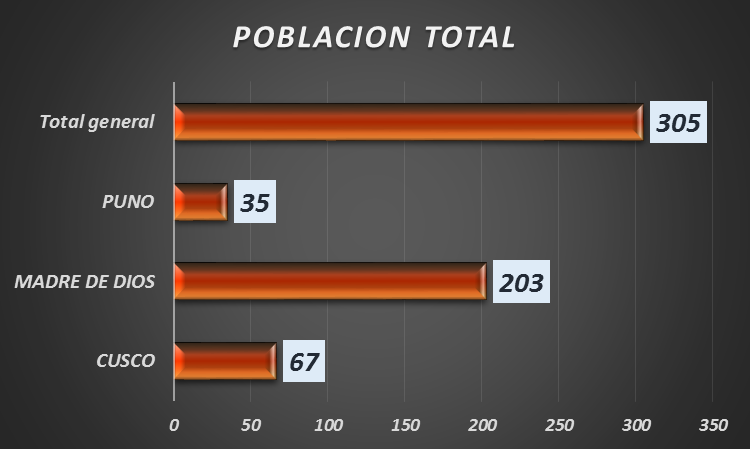 POBLACION TOTAL
Total general
305
PUNO
35
MADRE DE DIOS
203
CUSCO
67
0 50 100 150 200 250 300 350